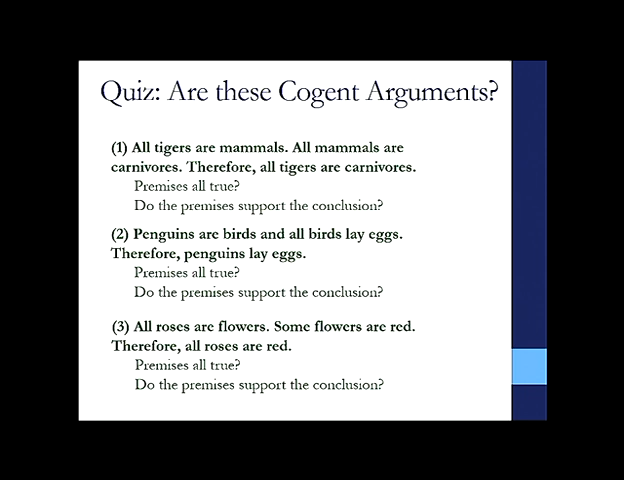 Quiz: Are these Cogent Arguments?
(1) All tigers are mammals. All mammals are
carnivores. Therefore, all tigers are carnivores.
Premises all true?
Do the premises support the conclusion?
(2) Penguins are birds and all birds lay eggs.
Therefore, penguins lay eggs.
Premises all true?
Do the premises support the conclusion?
(3) All roses are flowers. Some flowers are red.
Therefore, all roses are red.
Premises all true?
Do the premises support the conclusion?